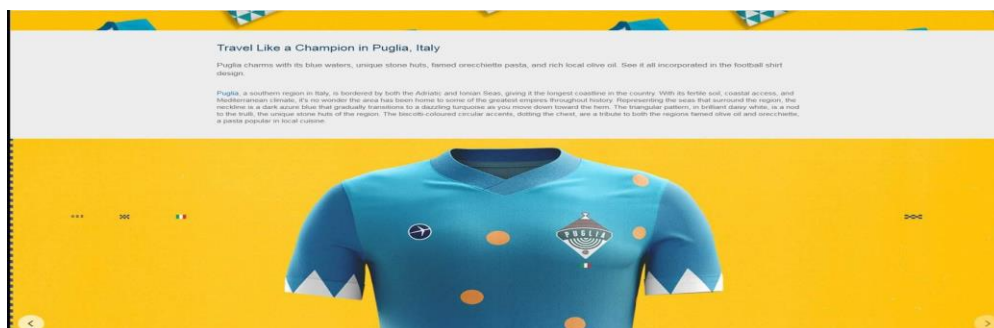 Travel Like a Champion in Puglia, Italy
Puglia charms with its blue waters, unique stone huts, famed orecchiette pasta, and rich local olive oil. See it all incorporated in the football shirt
design.
Puglia, a southern region in Italy, is bordered by both the Adriatic and Ionian Seas, giving it the longest coastline in the country. With its fertile soil, coastal access, and
Mediterranean climate, it's no wonder the area has been home to some of the greatest empires throughout history. Representing the seas that surround the region, the
neckline is a dark azure blue that gradually transitions to a dazzling turquoise as you move down toward the hem. The triangular pattern, in brilliant daisy white, is a nod
to the trulli, the unique stone huts of the region. The biscotti-coloured circular accents, dotting the chest, are a tribute to both the regions famed olive oil and orecchiette,
a pasta popular in local cuisine.
PUGLIA